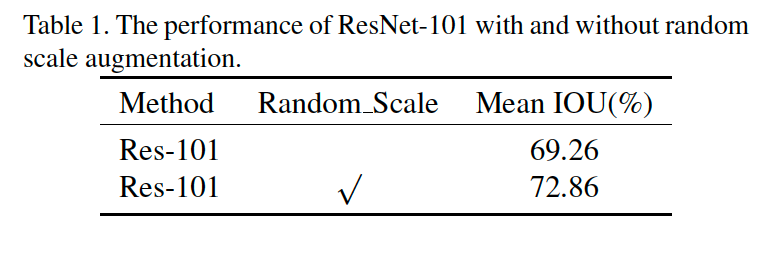 Table 1. The performance of ResNet-101 with and without random
scale augmentation.
Method Random_Scale Mean IOU(%)
Res-101 69.26
Res-101 √ 72.86